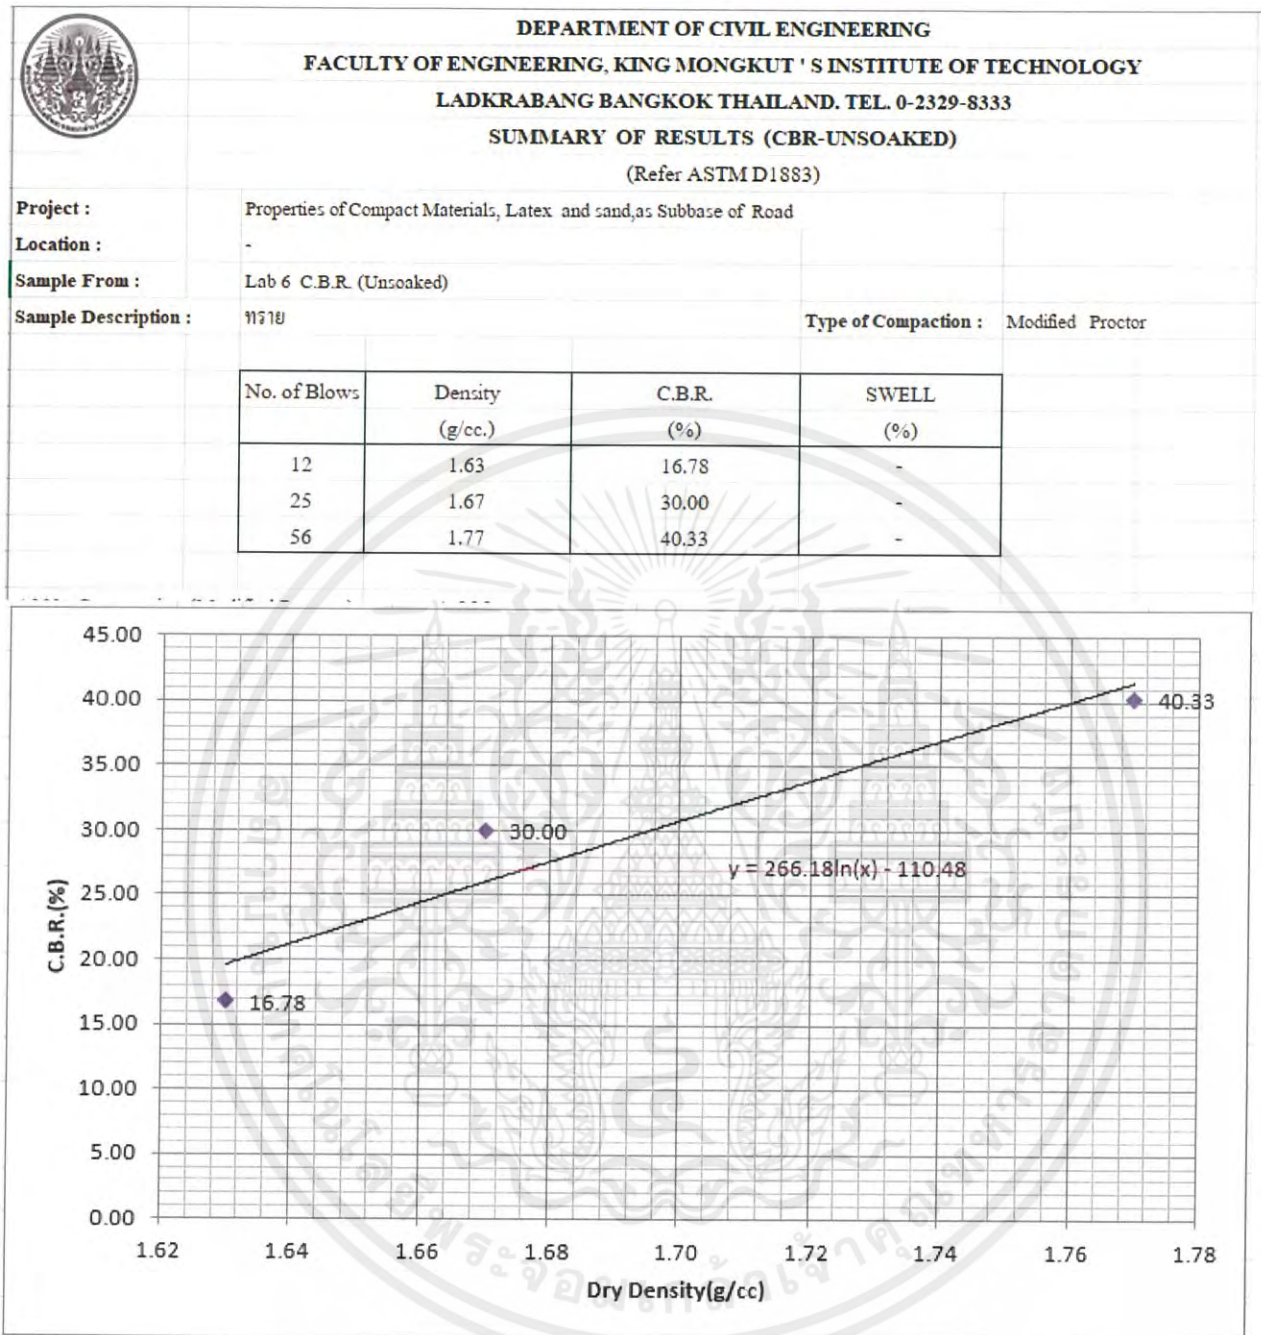 DEPARTMENT OF CIVIL ENGINEERING
FACULTY OF ENGINEERING, KING MONGKUT ' S INSTITUTE OF TECHNOLOGY
LADKRABANG BANGKOK THAILAND. TEL. 0-2329-8333
SUMMARY OF RESULTS (CBR-UNSOAKED)
(Refer ASTM D1883)
Project : Properties of Compact Materials, Latex and sand,as Subbase of Road
Location : -
Sample From : Lab 6 C.B.R. (Unsoaked)
Sample Description : ทราย Type of Compaction : Modified Proctor
No. of Blows Density C.B.R. SWELL
(g/cc.) (%) (%)
12 1.63 16.78 -
25 1.67 30.00 -
56 1.77 40.33 -
45.00
40.00
40.33
35.00
30.00
30.00
y = 266.18ln(x) - 110.48
25.00
C.B.R.(%)
20.00
16.78
15.00
10.00
5.00
0.00
1.62 1.64 1.66 1.68 1.70 1.72 1.74 1.76 1.78
Dry Density(g/cc)